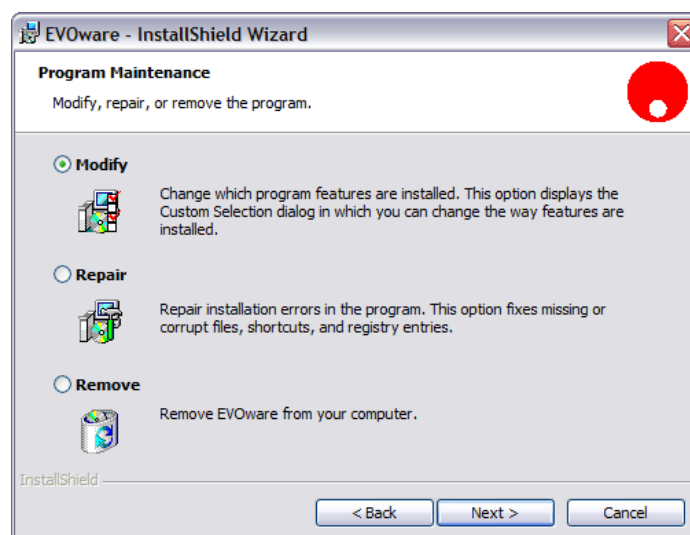 EVOware - InstallShield Wizard
Program Maintenance
Modify, repair, or remove the program.
Modify
Change which program features are installed. This option displays the
Custom Selection dialog in which you can change the way features are
installed.
Repair
Repair installation errors in the program. This option fixes missing or
corrupt files, shortcuts, and registry entries.
Remove
Remove EVOware from your computer.
InstallShield
< Back Next > Cancel